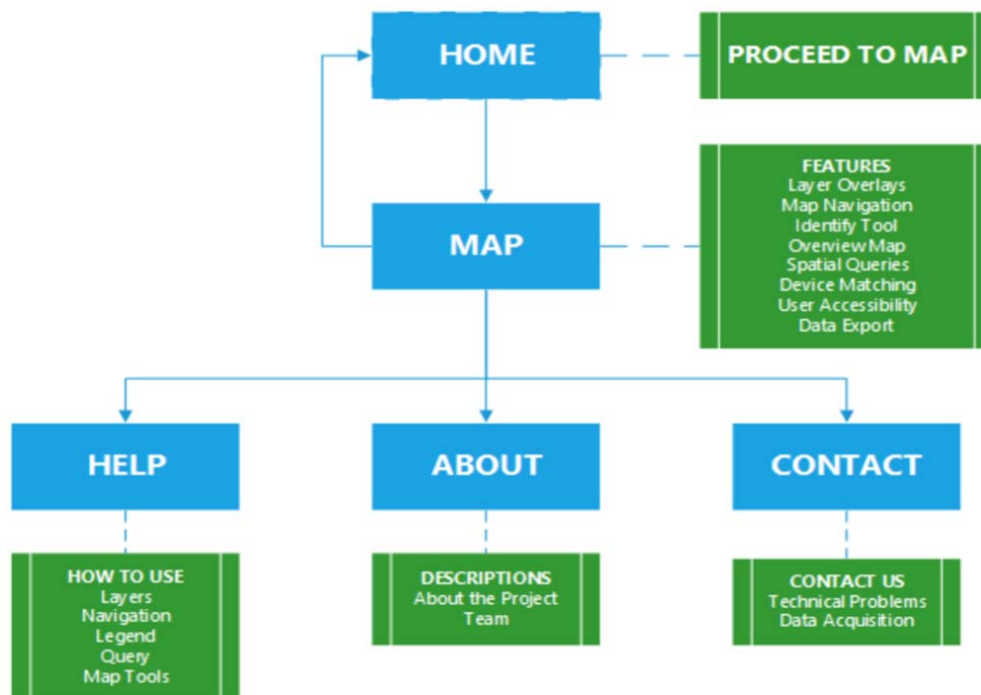 HOME
PROCEED TO MAP
MAP
FEATURES
Layer Overlays
Map Navigation
Identify Tool
Overview Map
Spatial Queries
Device Matching
User Accessibility
Data Export
HELP
ABOUT
CONTACT
HOW TO USE
Layers
Navigation
Legend
Query
Map Tools
DESCRIPTIONS
About the Project
Team
CONTACT US
Technical Problems
Data Acquisition